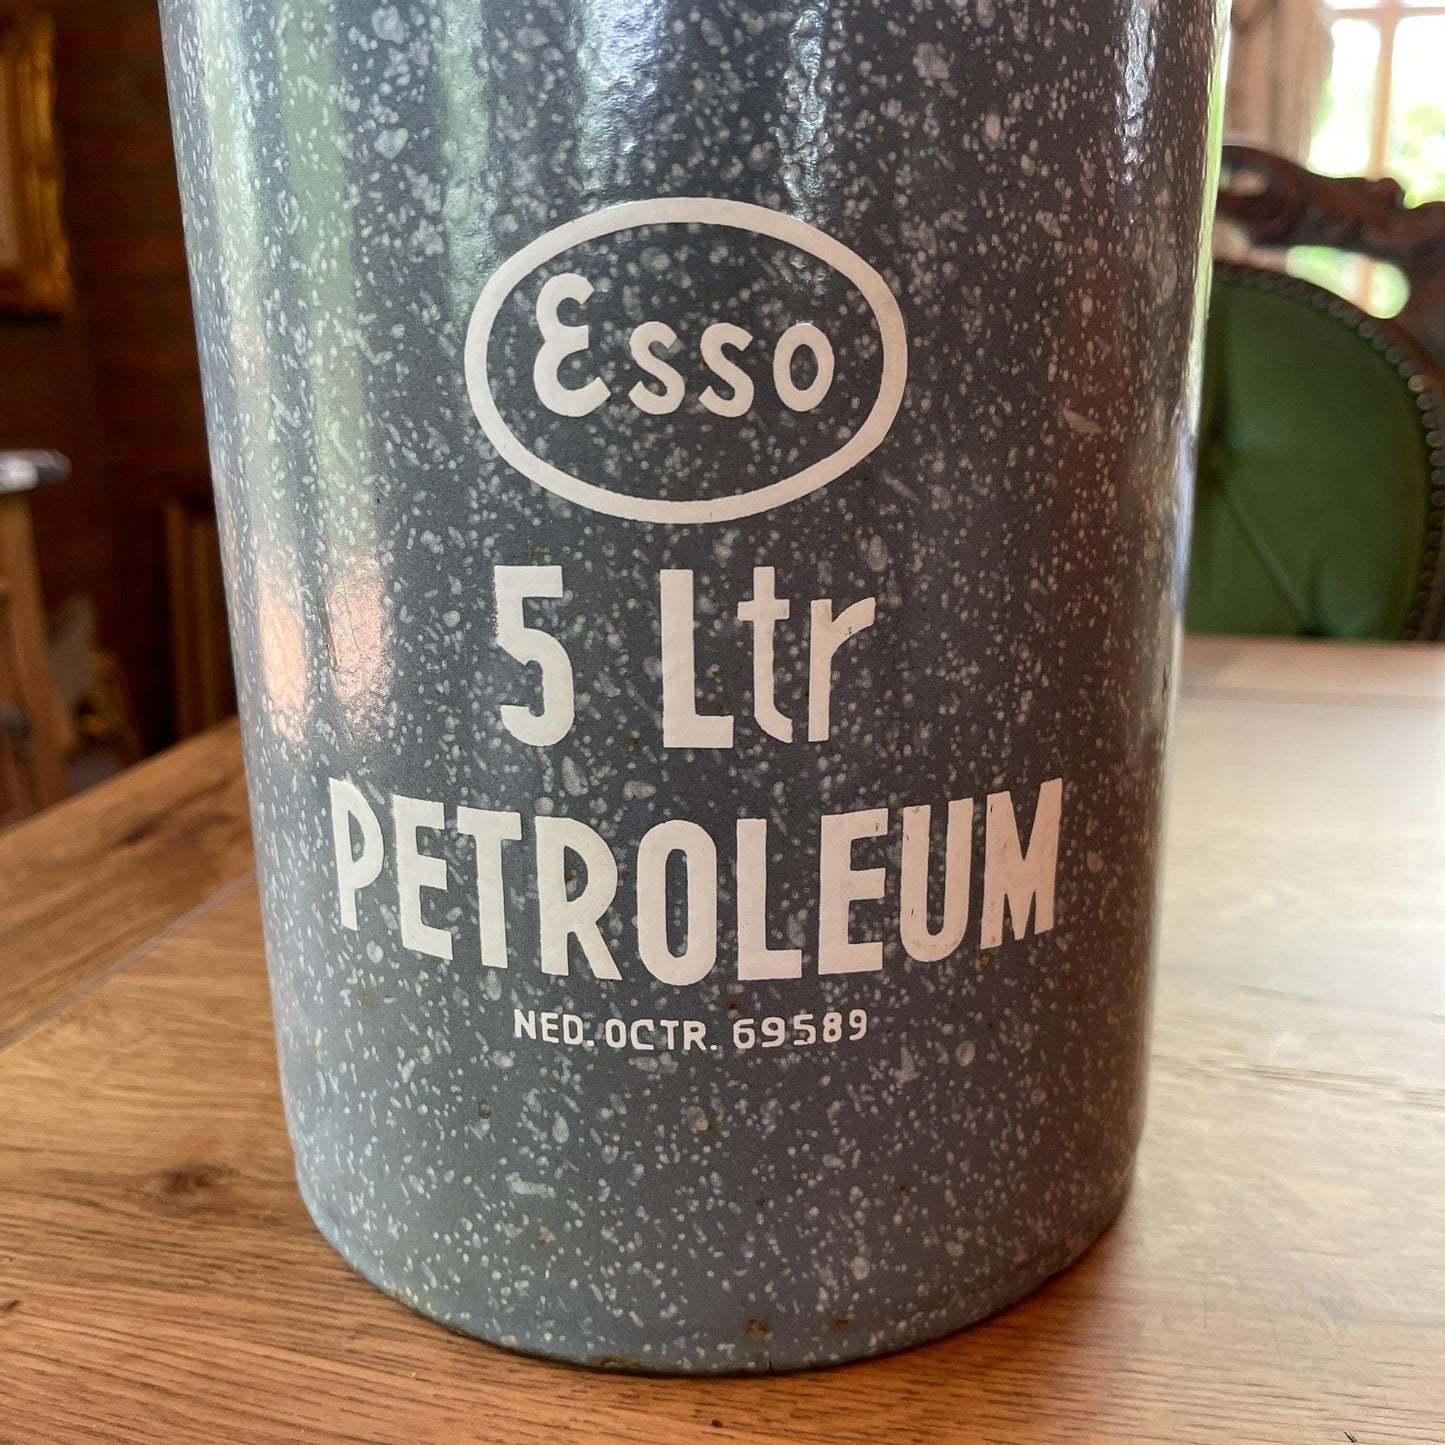 Esso
5 Ltr
PETROLEUM
NED. OCTR. 69589